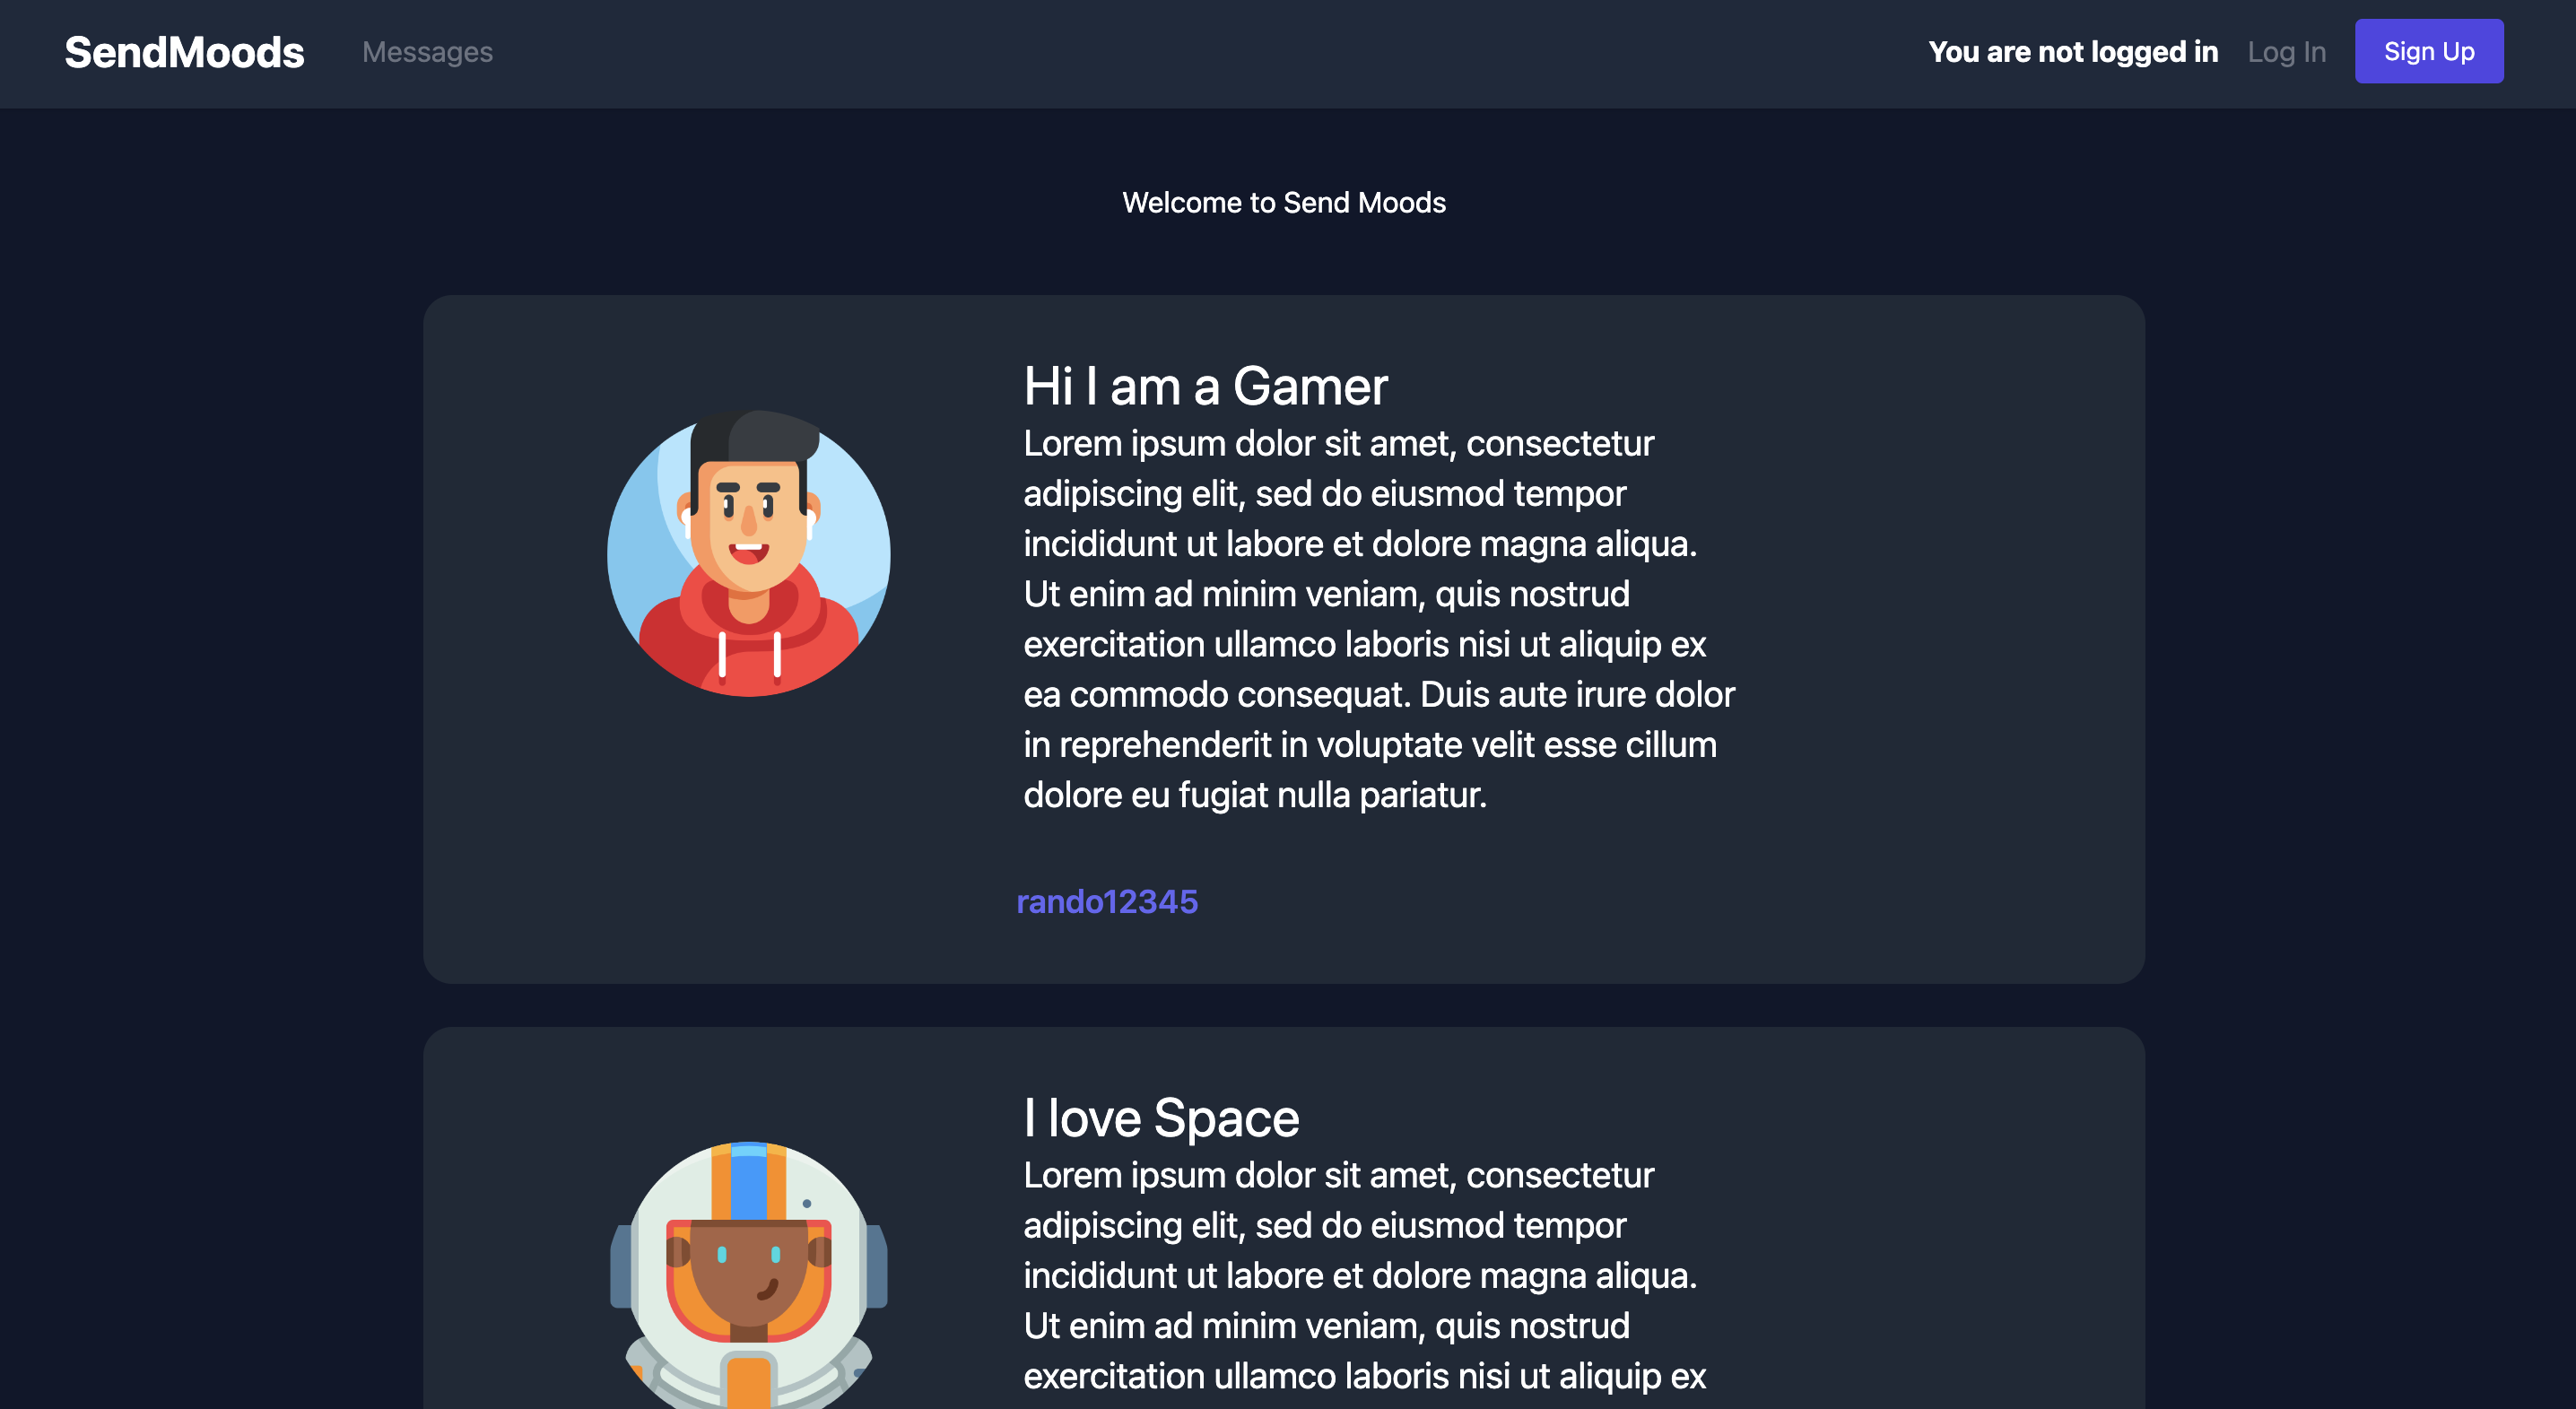 SendMoods
Messages
You are not logged in
Log In
Sign Up
Welcome to Send Moods
Hi I am a Gamer
Lorem ipsum dolor sit amet, consectetur
adipiscing elit, sed do eiusmod tempor
incididunt ut labore et dolore magna aliqua.
Ut enim ad minim veniam, quis nostrud
exercitation ullamco laboris nisi ut aliquip ex
ea commodo consequat. Duis aute irure dolor
in reprehenderit in voluptate velit esse cillum
dolore eu fugiat nulla pariatur.
rando12345
I love Space
Lorem ipsum dolor sit amet, consectetur
adipiscing elit, sed do eiusmod tempor
incididunt ut labore et dolore magna aliqua.
Ut enim ad minim veniam, quis nostrud
exercitation ullamco laboris nisi ut aliquip ex